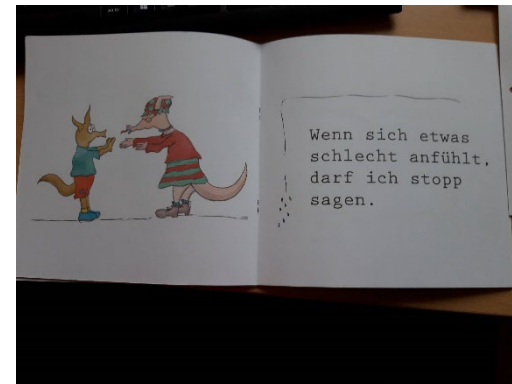 Wenn sich etwas
schlecht anfühlt,
darf ich stopp
sagen.